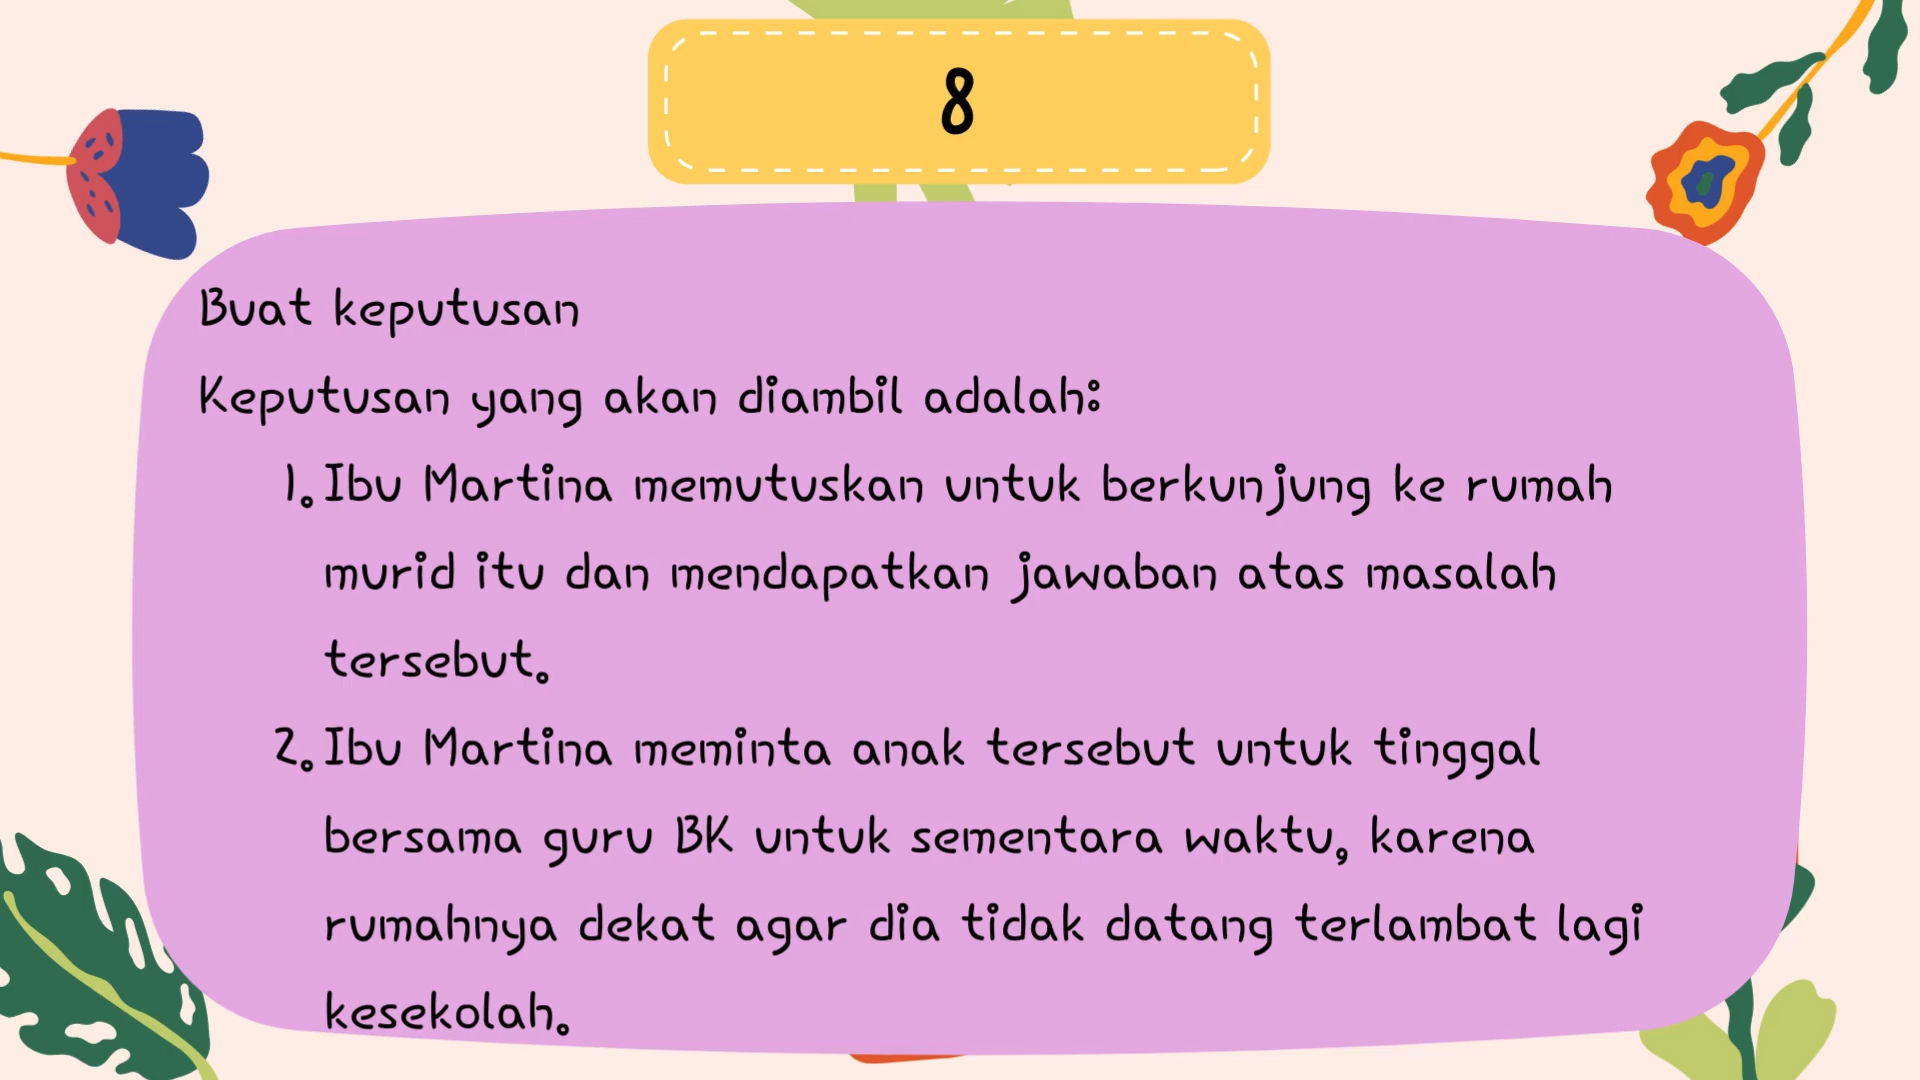 8
Buat keputusan
Keputusan yang akan diambil adalah:
1. Ibu Martina memutuskan untuk berkunjung ke rumah
murid itu dan mendapatkan jawaban atas masalah
tersebut.
2. Ibu Martina meminta anak tersebut untuk tinggal
bersama guru BK untuk sementara waktu, karena
rumahnya dekat agar dia tidak datang terlambat lagi
kesekolah.